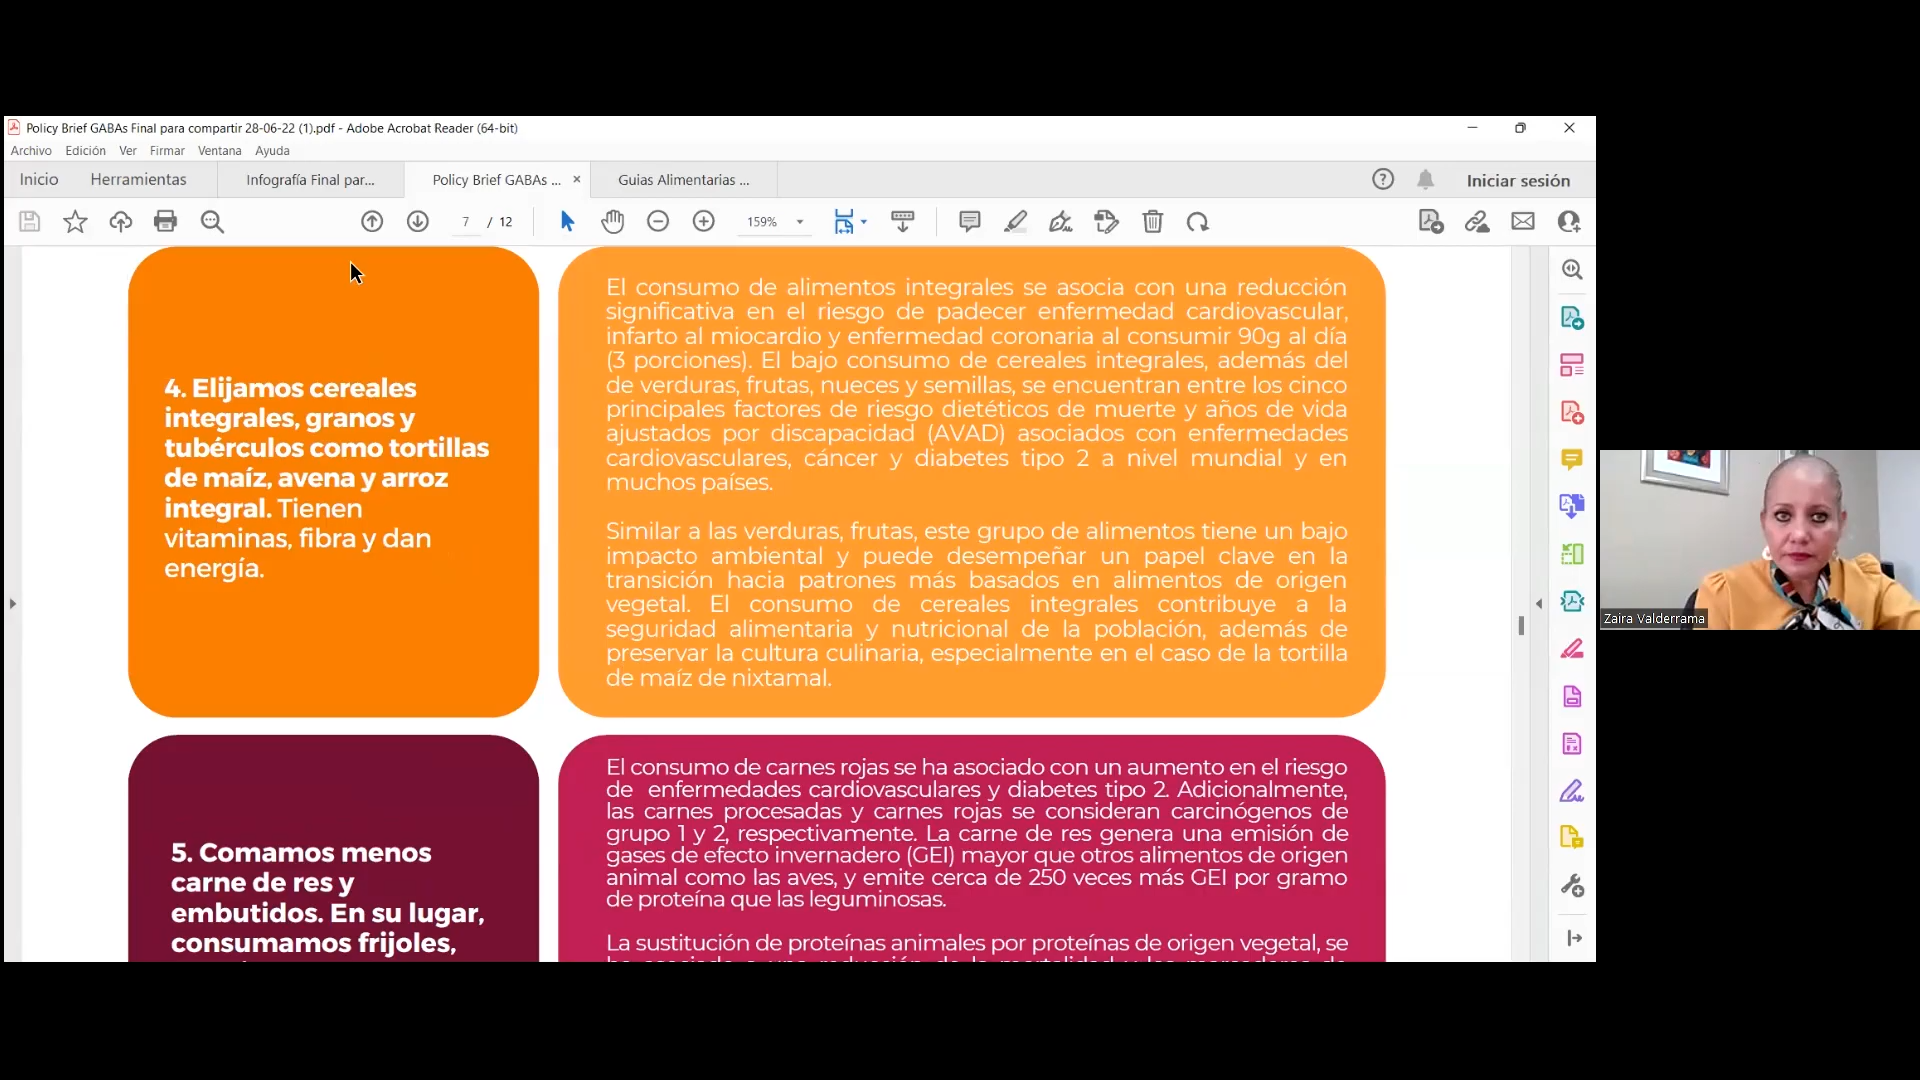 Policy Brief GABAs Final para compartir 28-06-22 (1).pdf - Adobe Acrobat Reader (64-bit)
Archivo Edición Ver Firmar Ventana Ayuda
Inicio Herramientas Infografía Final par... Policy Brief GABAs ... × Guias Alimentarias ... Iniciar sesión
7 / 12 159%
4. Elijamos cereales
integrales, granos y
tubérculos como tortillas
de maíz, avena y arroz
integral. Tienen
vitaminas, fibra y dan
energía.
El consumo de alimentos integrales se asocia con una reducción
significativa en el riesgo de padecer enfermedad cardiovascular,
infarto al miocardio y enfermedad coronaria al consumir 90g al día
(3 porciones). El bajo consumo de cereales integrales, además del
de verduras, frutas, nueces y semillas, se encuentran entre los cinco
principales factores de riesgo dietéticos de muerte y años de vida
ajustados por discapacidad (AVAD) asociados con enfermedades
cardiovasculares, cáncer y diabetes tipo 2 a nivel mundial y en
muchos países.
Similar a las verduras, frutas, este grupo de alimentos tiene un bajo
impacto ambiental y puede desempeñar un papel clave en la
transición hacia patrones más basados en alimentos de origen
vegetal. El consumo de cereales integrales contribuye a la
seguridad alimentaria y nutricional de la población, además de
preservar la cultura culinaria, especialmente en el caso de la tortilla
de maíz de nixtamal.
5. Comamos menos
carne de res y
embutidos. En su lugar,
consumamos frijoles,
El consumo de carnes rojas se ha asociado con un aumento en el riesgo
de enfermedades cardiovasculares y diabetes tipo 2. Adicionalmente,
las carnes procesadas y carnes rojas se consideran carcinógenos de
grupo 1 y 2, respectivamente. La carne de res genera una emisión de
gases de efecto invernadero (GEI) mayor que otros alimentos de origen
animal como las aves, y emite cerca de 250 veces más GEI por gramo
de proteína que las leguminosas.
La sustitución de proteínas animales por proteínas de origen vegetal, se
Zaira Valderrama